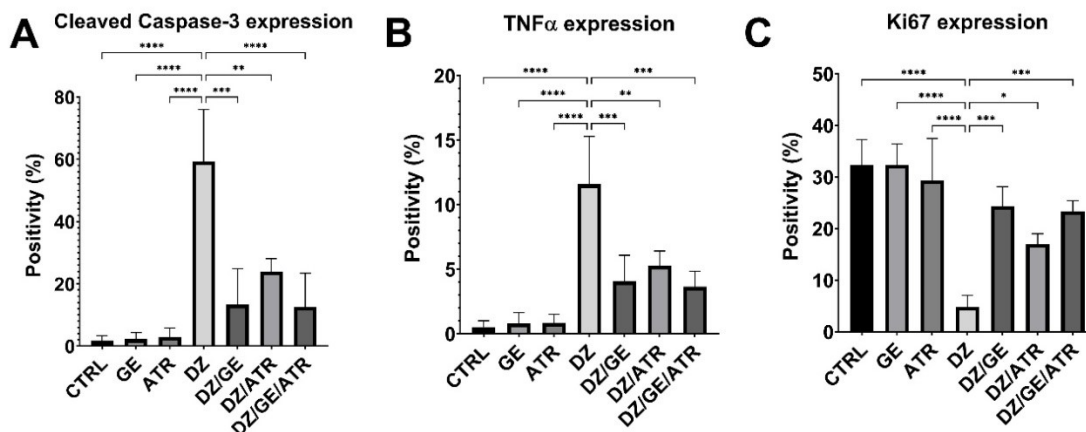 A
Cleaved Caspase-3 expression
**** ****
**** **
**** ***
Positivity (%)
80
60
40
20
0
CTRL
GE
ATR
DZ
DZ/GE
DZ/ATR
DZ/GE/ATR
B
TNFα expression
**** ***
**** **
**** ***
Positivity (%)
20
15
10
5
0
CTRL
GE
ATR
DZ
DZ/GE
DZ/ATR
DZ/GE/ATR
C
Ki67 expression
**** ***
**** *
**** ***
Positivity (%)
50
40
30
20
10
0
CTRL
GE
ATR
DZ
DZ/GE
DZ/ATR
DZ/GE/ATR